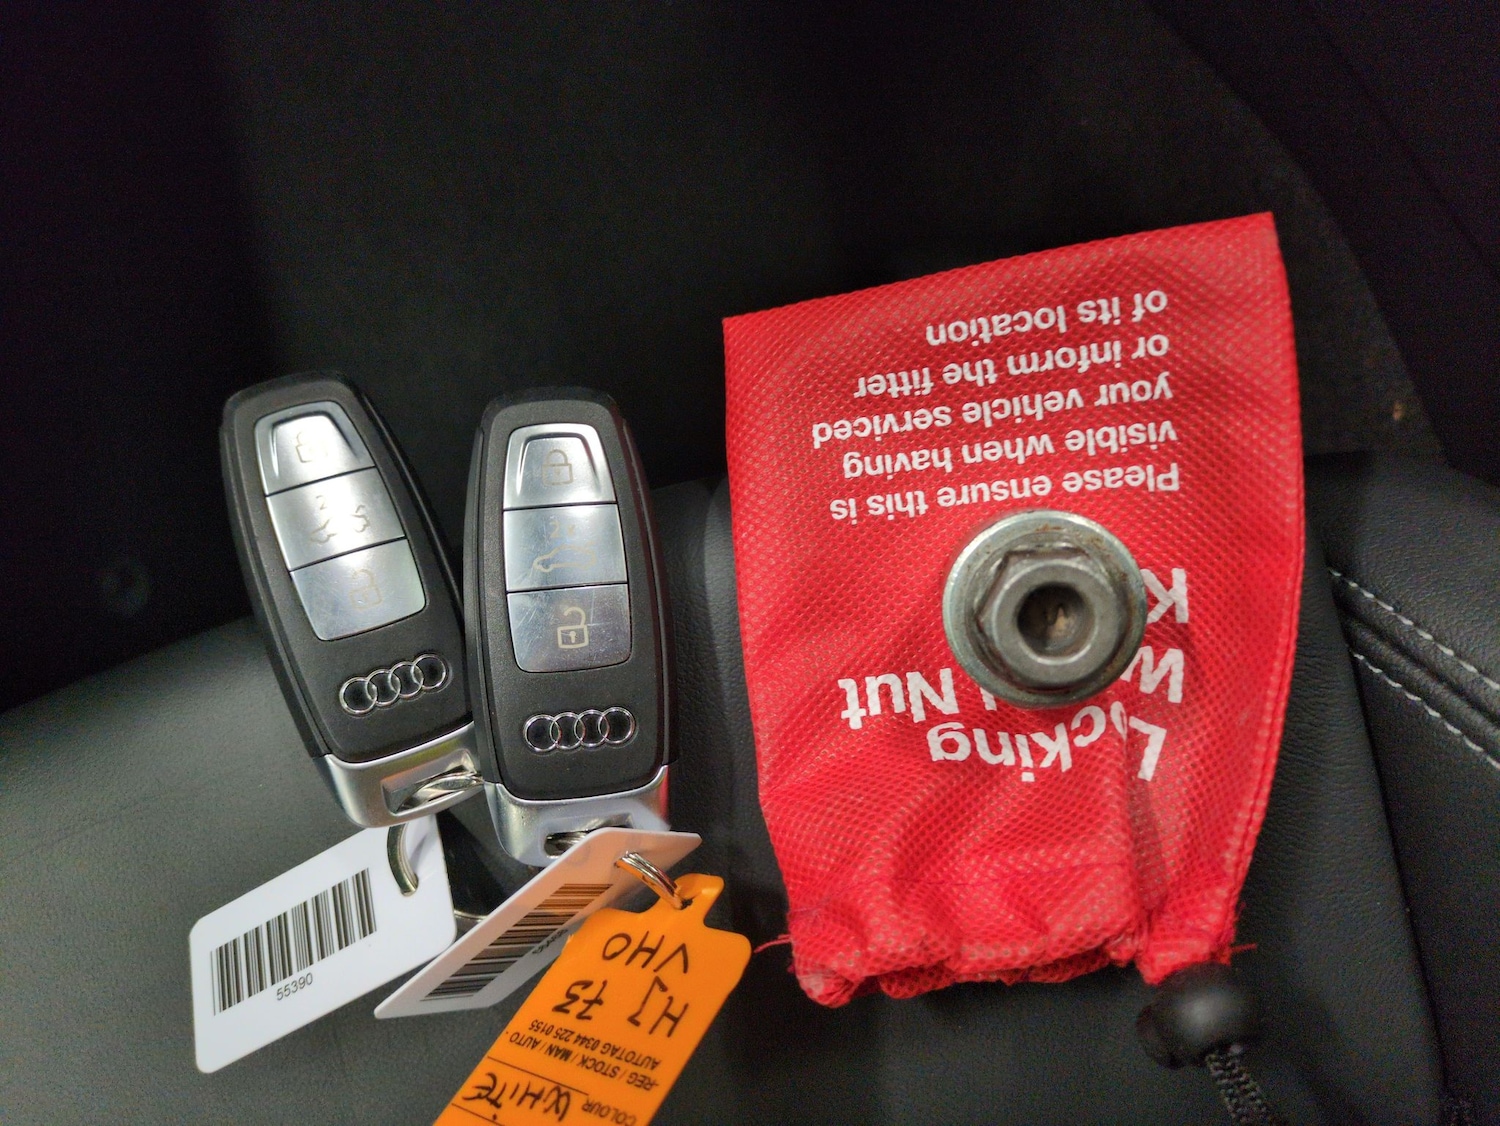 Locking
Nut
Please ensure this is
visible when having
your vehicle serviced
or inform the fitter
of its location
55390
COLOUR WHITE
REG / STOCK / MAN / AUTO
AUTOTAG 0344 225 0155
HJ 73
VHO